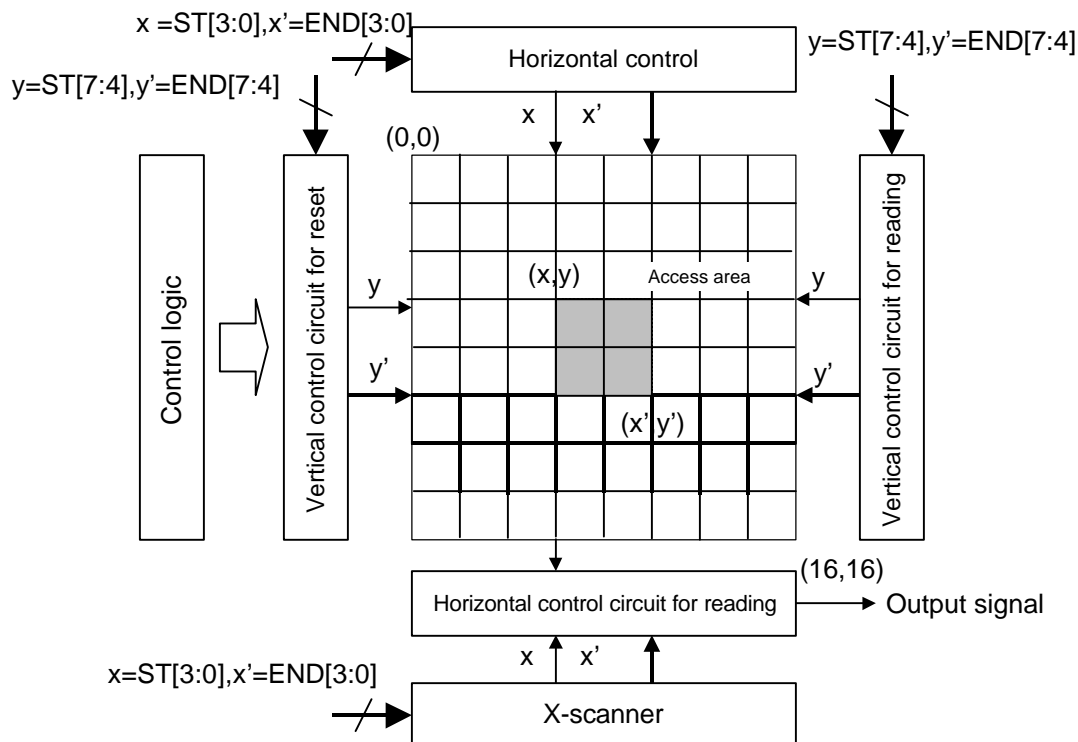 x =ST[3:0],x’=END[3:0]
y=ST[7:4],y’=END[7:4]
Horizontal control
y=ST[7:4],y’=END[7:4]
x
x’
(0,0)
Control logic
Vertical control circuit for reset
Vertical control circuit for reading
(x,y)
Access area
y
y
y’
y’
(x’,y’)
(16,16)
Horizontal control circuit for reading
Output signal
x
x’
x=ST[3:0],x’=END[3:0]
X-scanner